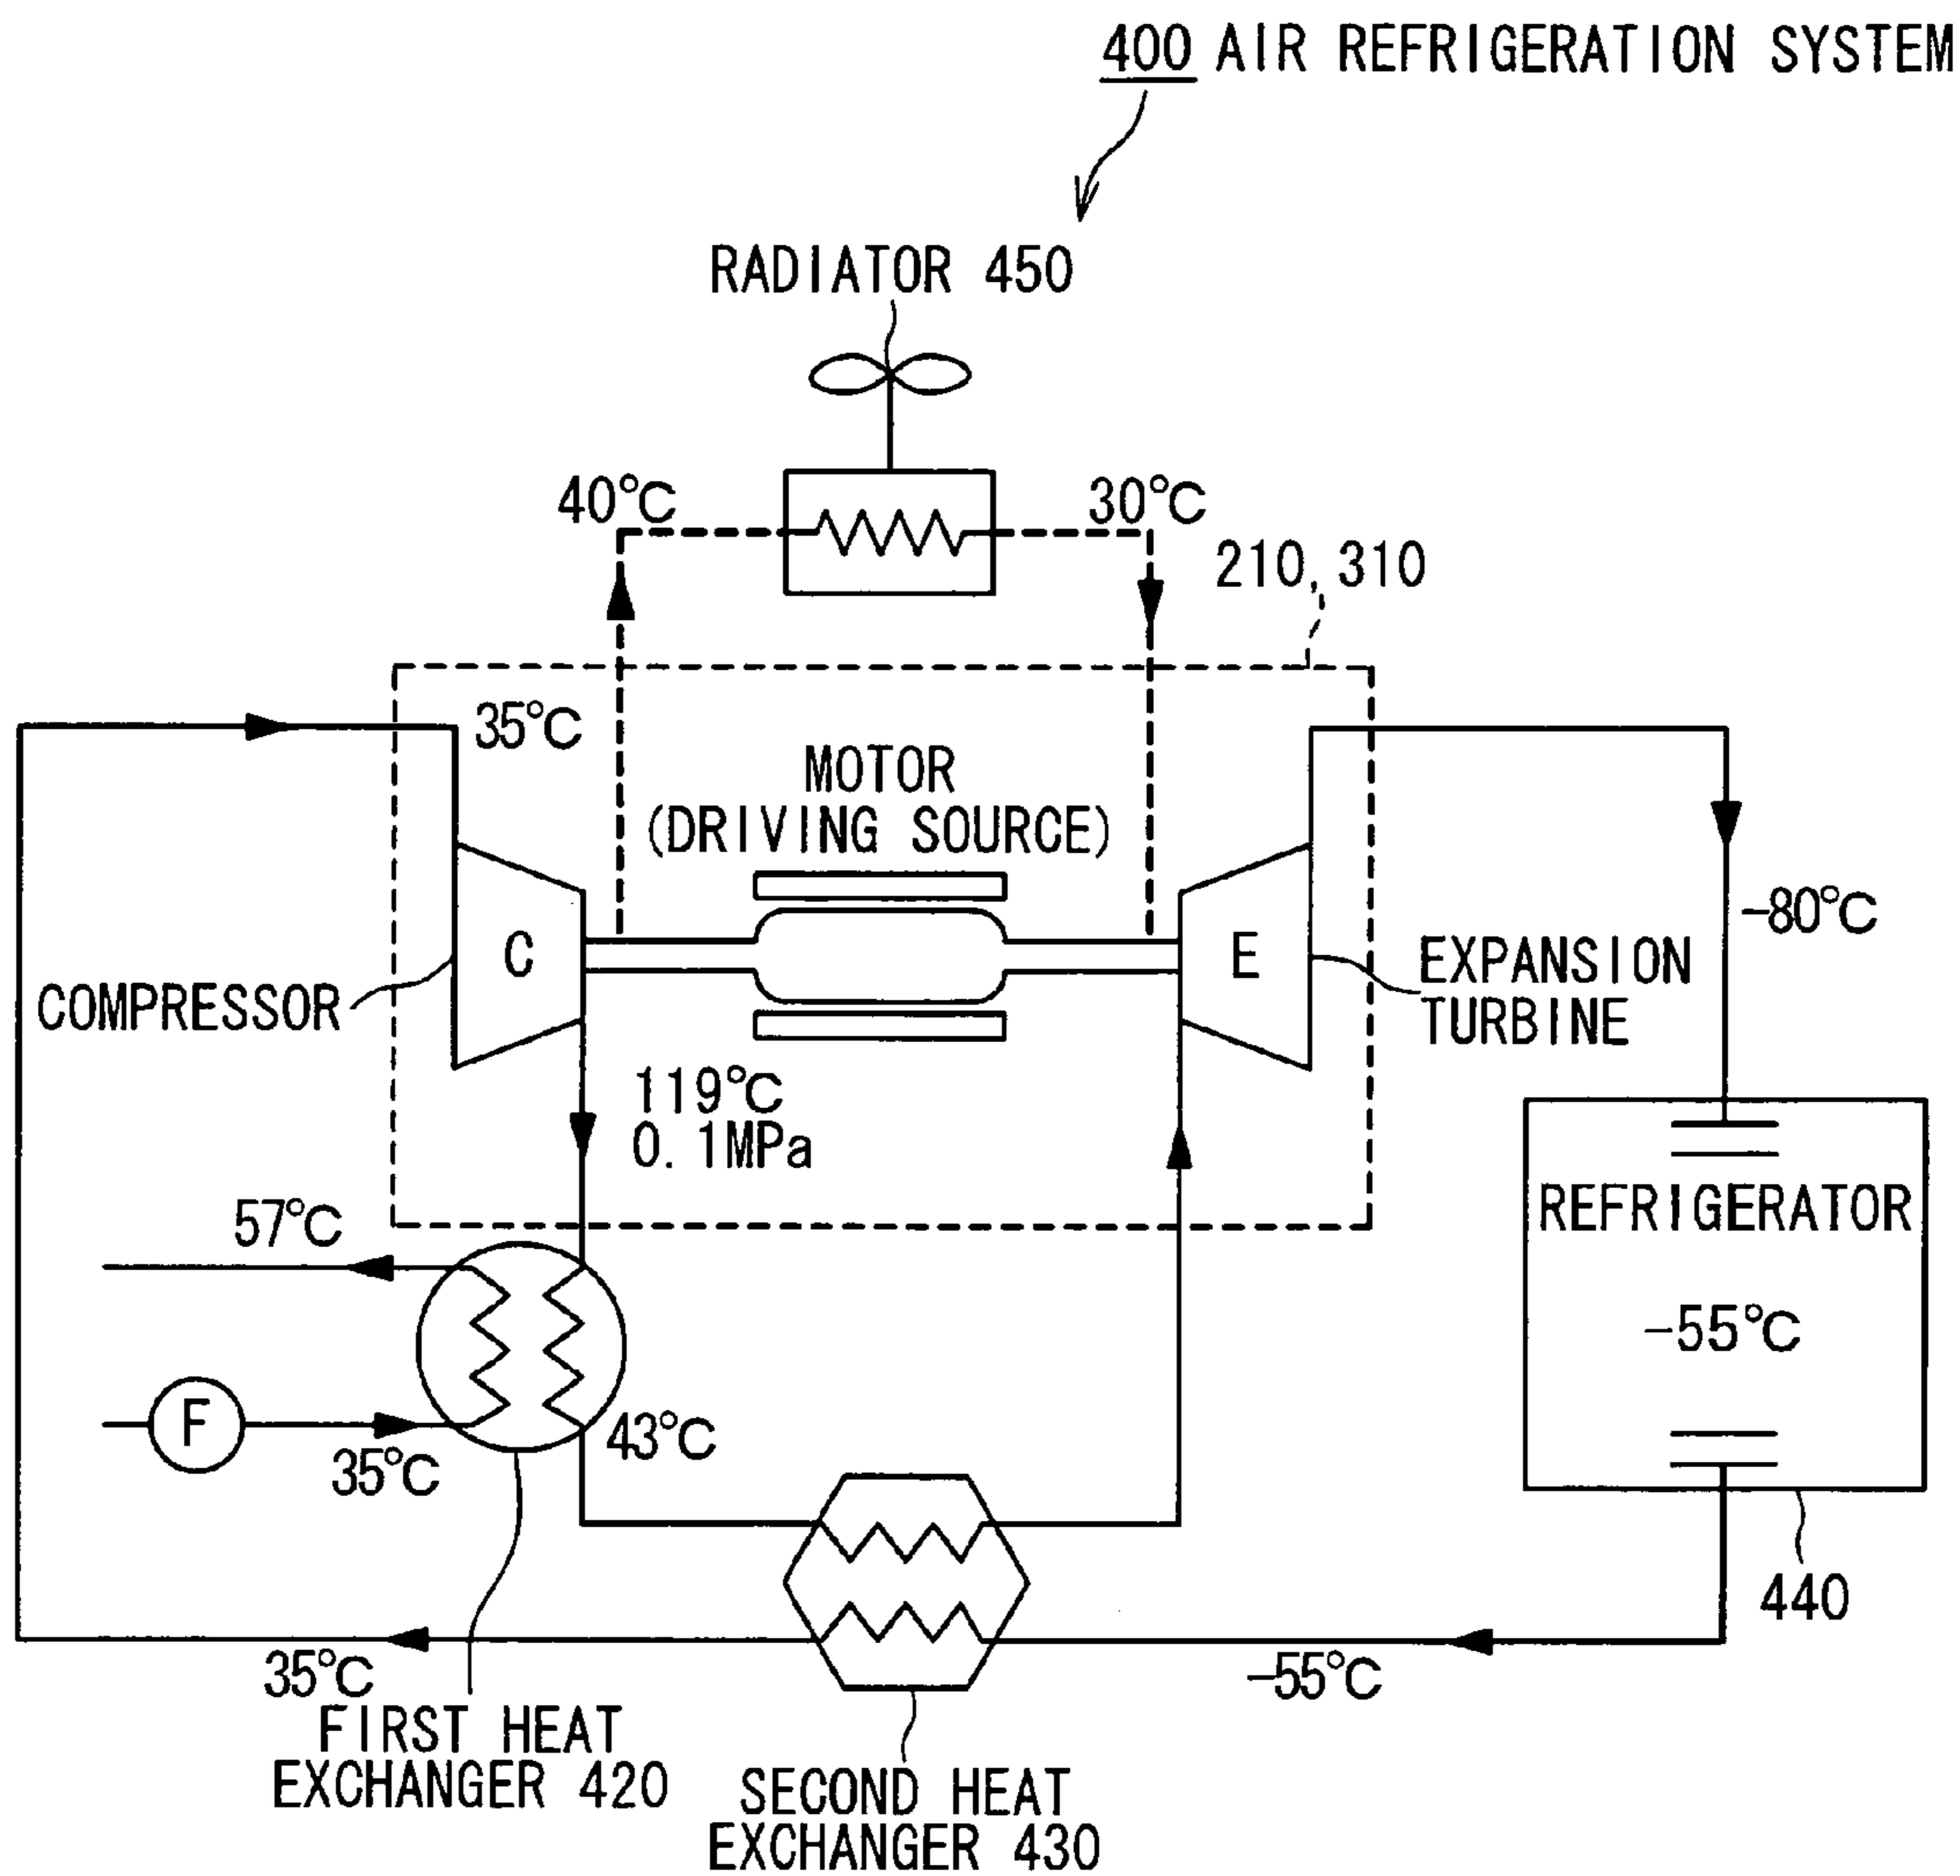 400 AIR REFRIGERATION SYSTEM
RADIATOR 450
40°C
30°C
210, 310
35°C
MOTOR
(DRIVING SOURCE)
-80°C
C
E
COMPRESSOR
EXPANSION
TURBINE
119°C
0.1MPa
57°C
REFRIGERATOR
-55°C
F
35°C
43°C
440
35°C
-55°C
FIRST HEAT
EXCHANGER 420
SECOND HEAT
EXCHANGER 430